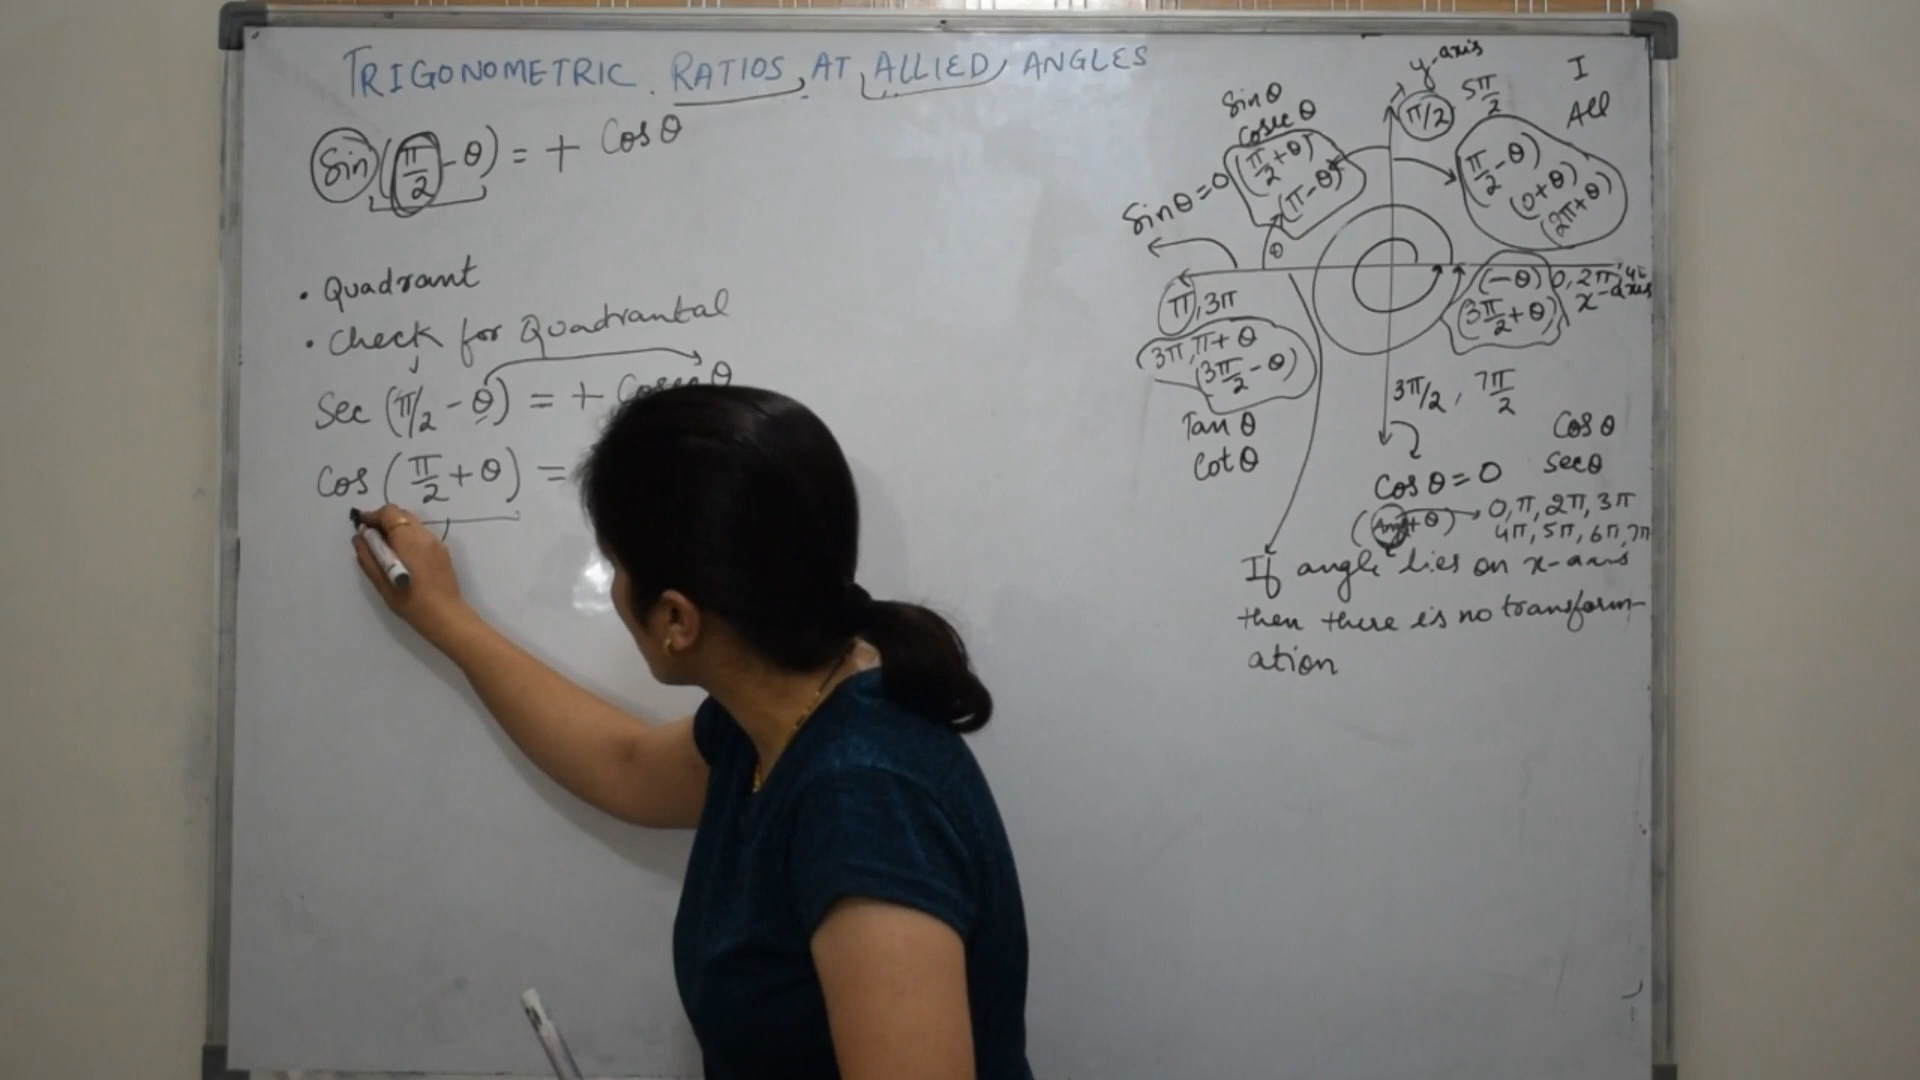 TRIGONOMETRIC RATIOS AT ALLIED ANGLES
Sin (π/2 - θ) = + Cos θ
• Quadrant
• Check for Quadrantal
Sec (π/2 - θ) = + Cosec θ
Cos (π/2 + θ) =
y-axis
π/2 5π/2
I
All
Sin θ
Cosec θ
(π/2 + θ)
(π - θ)
Sin θ = 0
θ
(π/2 - θ)
(0 + θ)
(2π + θ)
(-θ) 0, 2π, 4π
x-axis
(3π/2 + θ)
π, 3π
3π, π + θ
(3π/2 - θ)
Tan θ
Cot θ
3π/2, 7π/2
Cos θ
Sec θ
Cos θ = 0
(Ang + θ) → 0, π, 2π, 3π
4π, 5π, 6π, 7π
If angle lies on x-axis
then there is no transform-
ation